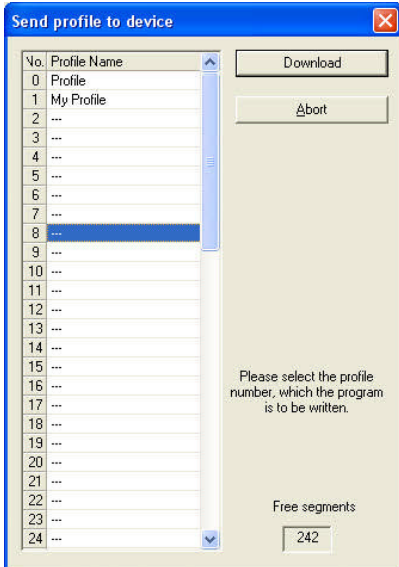 Send profile to device
No. Profile Name
0 Profile
1 My Profile
2 ---
3 ---
4 ---
5 ---
6 ---
7 ---
8 ---
9 ---
10 ---
11 ---
12 ---
13 ---
14 ---
15 ---
16 ---
17 ---
18 ---
19 ---
20 ---
21 ---
22 ---
23 ---
24 ---
Download
Abort
Please select the profile
number, which the program
is to be written.
Free segments
242